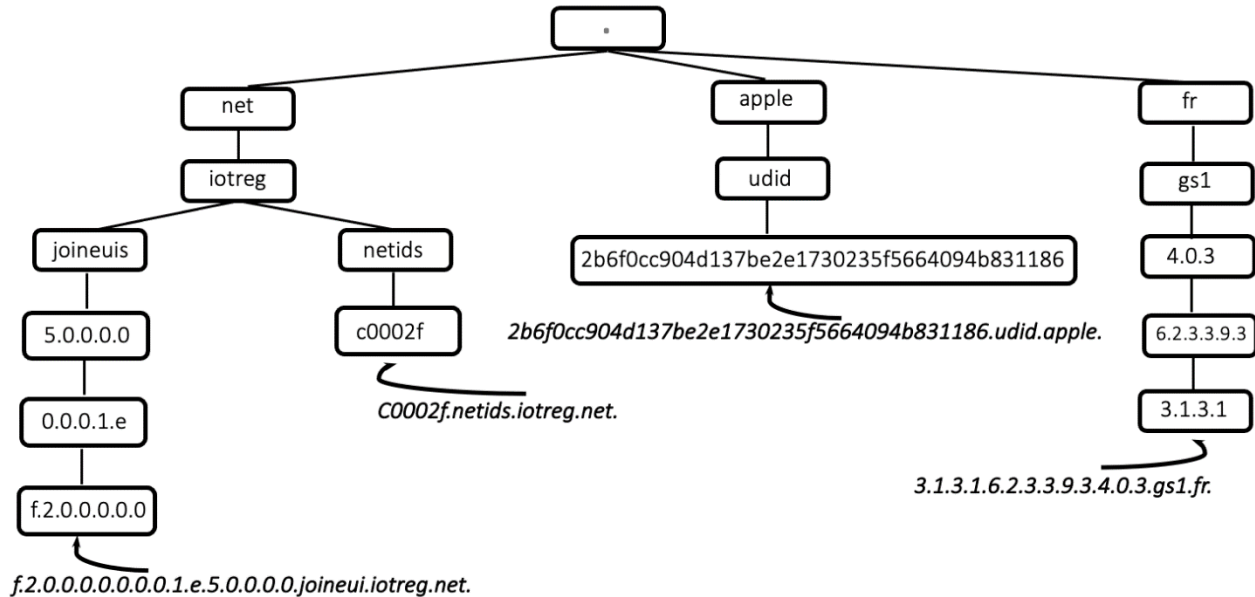 .
net
apple
fr
iotreg
udid
gs1
joineuis
netids
2b6f0cc904d137be2e1730235f5664094b831186
4.0.3
5.0.0.0.0
c0002f
2b6f0cc904d137be2e1730235f5664094b831186.udid.apple.
6.2.3.3.9.3
0.0.0.1.e
C0002f.netids.iotreg.net.
3.1.3.1
f.2.0.0.0.0.0
3.1.3.1.6.2.3.3.9.3.4.0.3.gs1.fr.
f.2.0.0.0.0.0.0.0.1.e.5.0.0.0.0.joineui.iotreg.net.